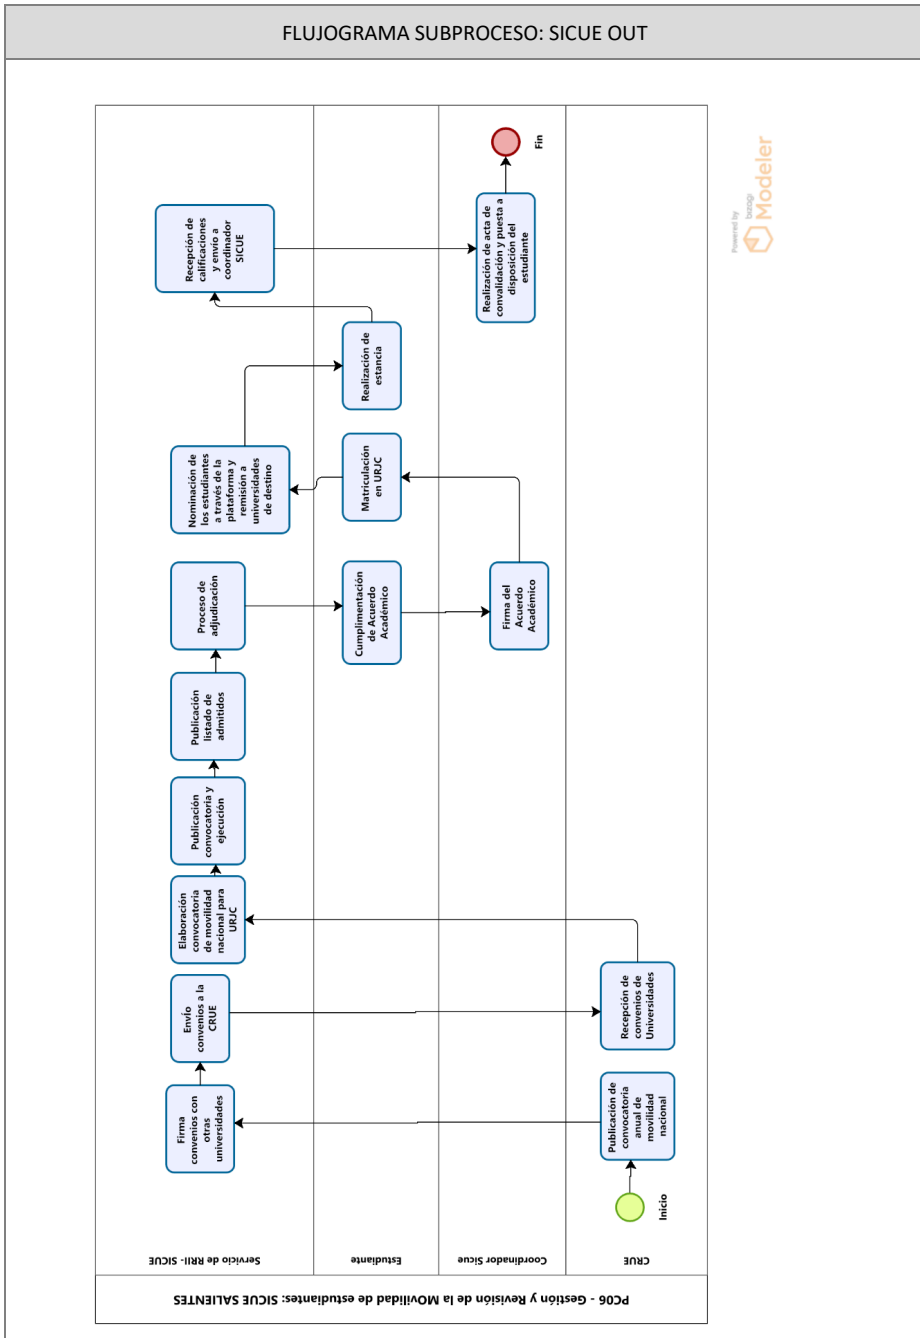 FLUJOGRAMA SUBPROCESO: SICUE OUT
PC06 - Gestión y Revisión de la MOvilidad de estudiantes: SICUE SALIENTES
Servicio de RRII- SICUE
Firma
convenios con
otras
universidades
Envío
convenios a la
CRUE
Elaboración
convocatoria
de movilidad
nacional para
URJC
Publicación
convocatoria y
ejecución
Publicación
listado de
admitidos
Proceso de
adjudicación
Nominación de
los estudiantes
a través de la
plataforma y
remisión a
universidades
de destino
Recepción de
calificaciones
y envío a
coordinador
SICUE
Estudiante
Cumplimentación
de Acuerdo
Académico
Matriculación
en URJC
Realización de
estancia
Coordinador Sicue
Firma del
Acuerdo
Académico
Realización de acta de
convalidación y puesta a
disposición del
estudiante
Fin
CRUE
Inicio
Publicación de
convocatoria
anual de
movilidad
nacional
Recepción de
convenios de
Universidades
Powered by
bizagi
Modeler